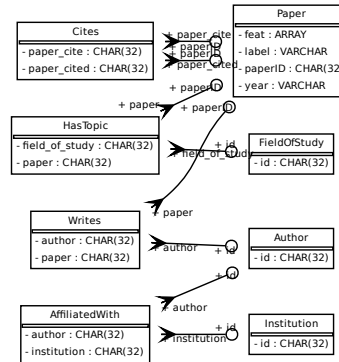 Cites
- paper_cite : CHAR(32)
- paper_cited : CHAR(32)
+ paper_cite
+ paperID
+ paperID
+ paper_cited
Paper
- feat : ARRAY
- label : VARCHAR
- paperID : CHAR(32
- year : VARCHAR
+ paperID
+ paper
+ paperID
HasTopic
- field_of_study : CHAR(32)
- paper : CHAR(32)
+ id
+ field_of_study
FieldOfStudy
- id : CHAR(32)
+ paper
Writes
- author : CHAR(32)
- paper : CHAR(32)
+ id
+ author
Author
- id : CHAR(32)
+ id
+ author
AffiliatedWith
- author : CHAR(32)
- institution : CHAR(32)
+ id
+ institution
Institution
- id : CHAR(32)